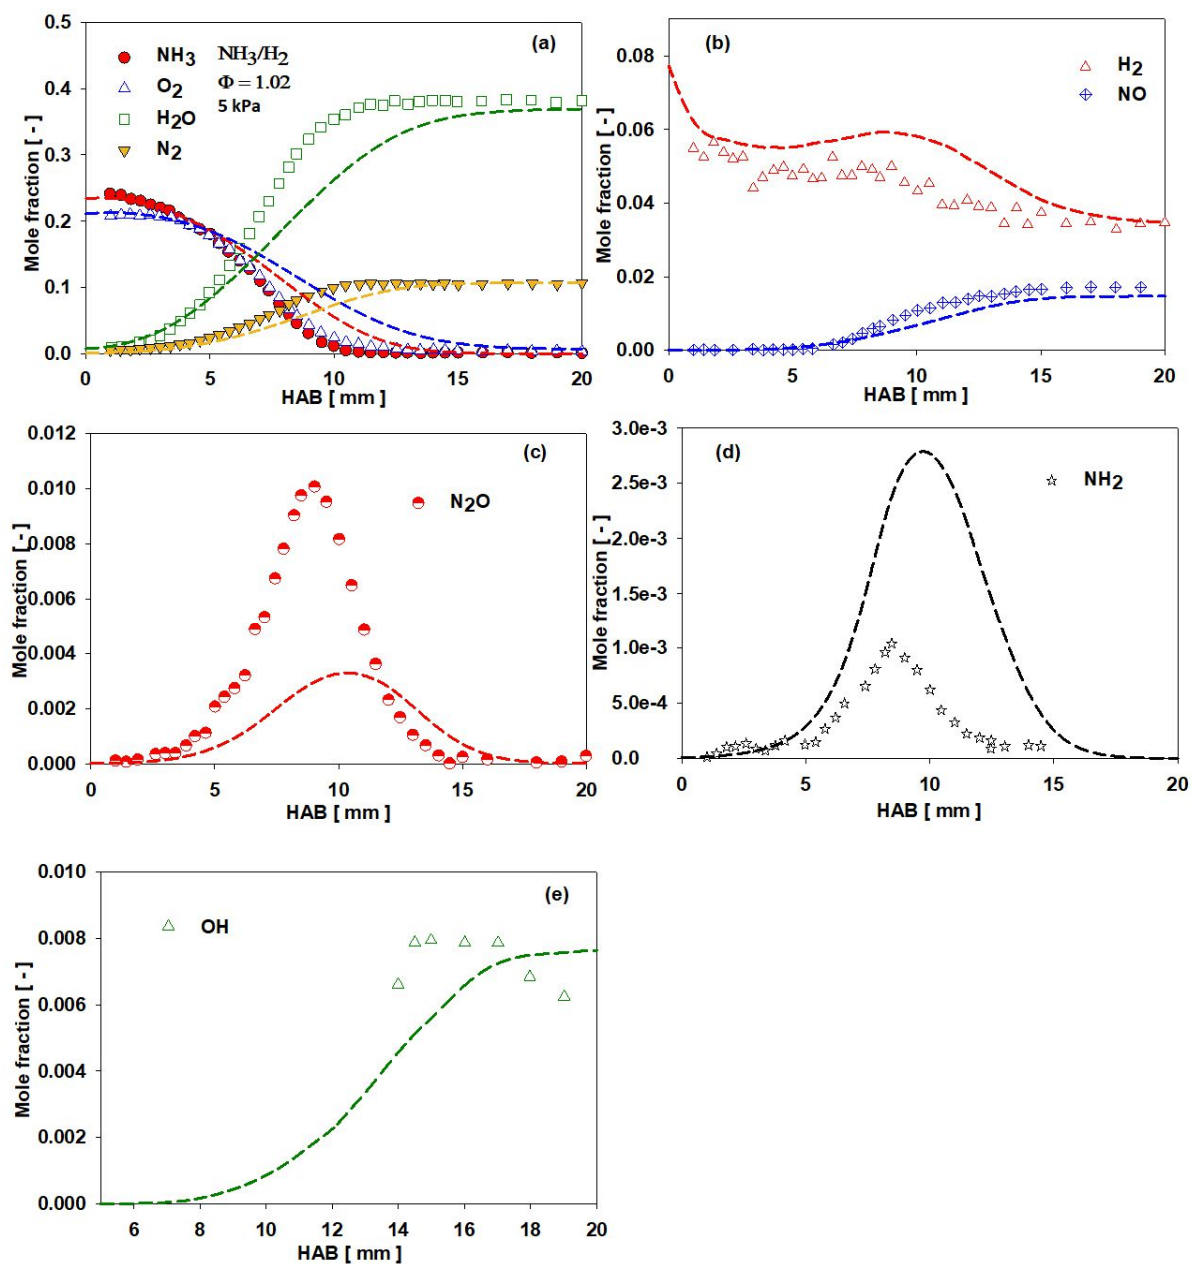 (a)
NH3 NH3/H2
O2 Φ = 1.02
H2O 5 kPa
N2
0.5
0.4
0.3
0.2
0.1
0.0
Mole fraction [ - ]
0 5 10 15 20
HAB [ mm ]
(b)
H2
NO
0.08
0.06
0.04
0.02
0.00
Mole fraction [ - ]
0 5 10 15 20
HAB [ mm ]
(c)
N2O
0.012
0.010
0.008
0.006
0.004
0.002
0.000
Mole fraction [ - ]
0 5 10 15 20
HAB [ mm ]
(d)
NH2
3.0e-3
2.5e-3
2.0e-3
1.5e-3
1.0e-3
5.0e-4
0.0
Mole fraction [ - ]
0 5 10 15 20
HAB [ mm ]
(e)
OH
0.010
0.008
0.006
0.004
0.002
0.000
Mole fraction [ - ]
6 8 10 12 14 16 18 20
HAB [ mm ]